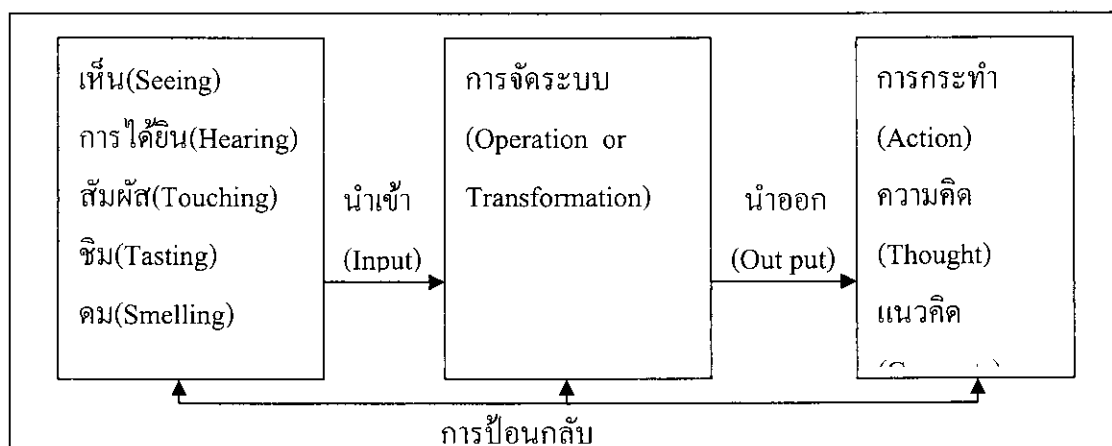 เห็น(Seeing)
การได้ยิน(Hearing)
สัมผัส(Touching)
ชิม(Tasting)
ดม(Smelling)
นำเข้า
(Input)
การจัดระบบ
(Operation or
Transformation)
นำออก
(Out put)
การกระทำ
(Action)
ความคิด
(Thought)
แนวคิด
การป้อนกลับ